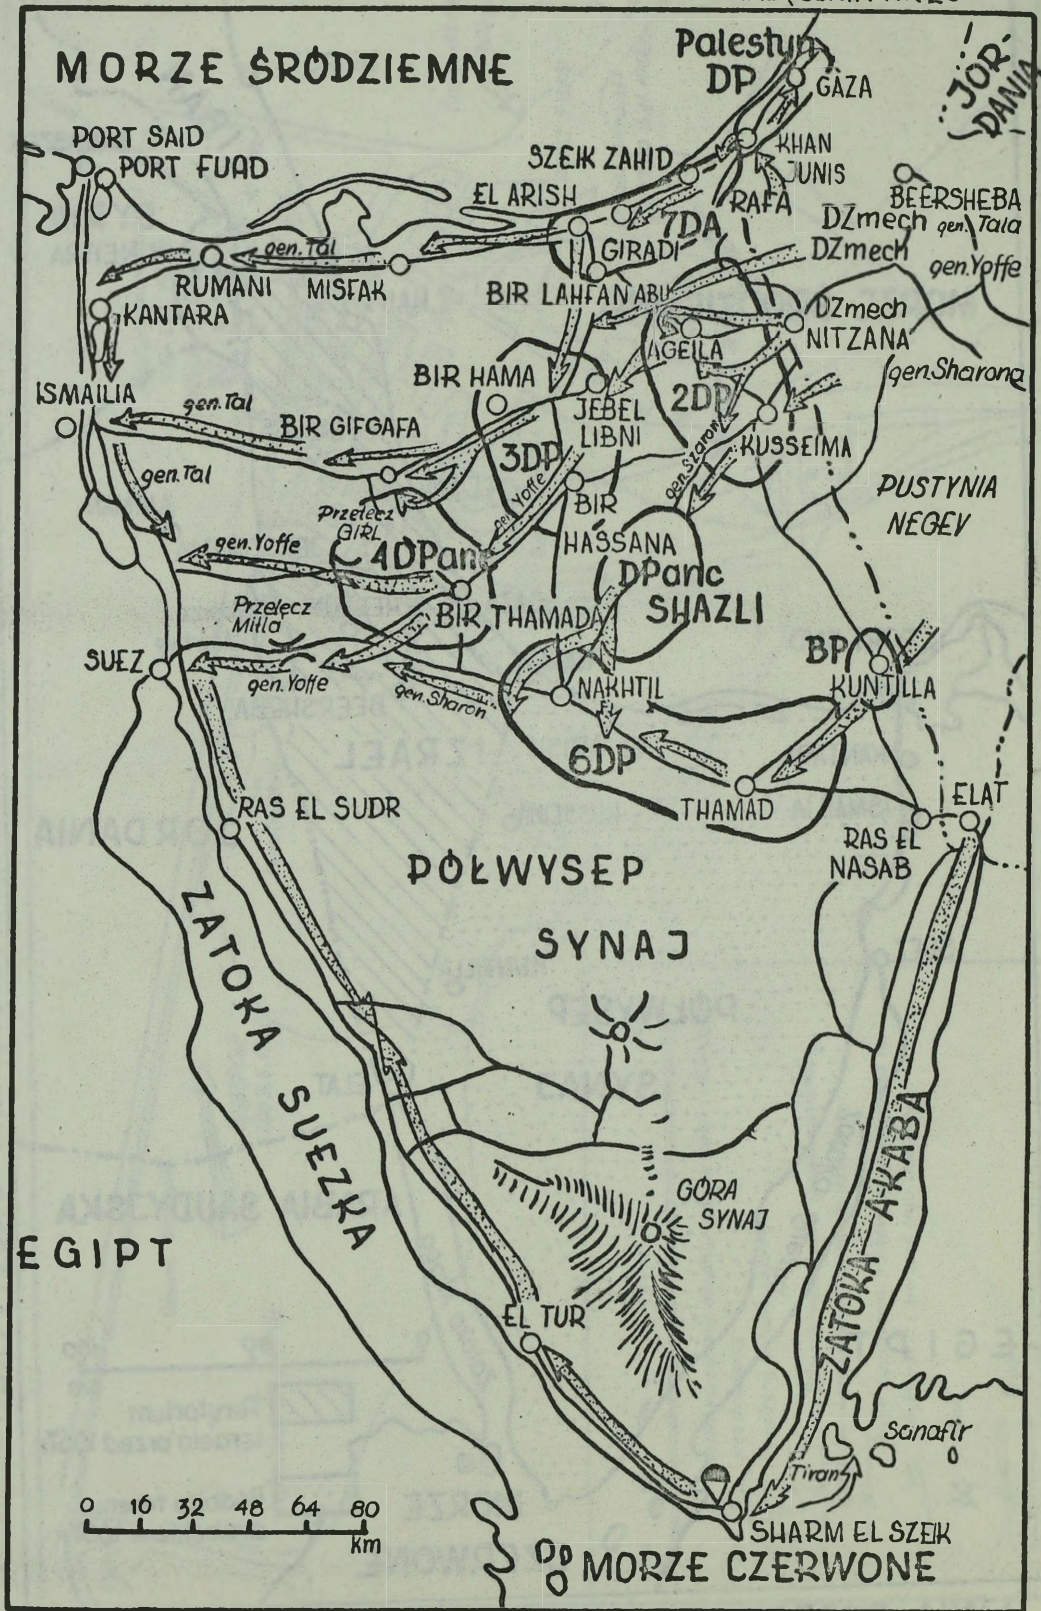 MORZE ŚRÓDZIEMNE
Palestyn
DP
GAZA
JOR-
DANIA
PORT SAID
PORT FUAD
SZEIK ZAHID
KHAN
JUNIS
EL ARISH
RAFA
BEERSHEBA
7DA
DZmech gen. Tala
GIRADI
DZmech
gen. Yoffe
gen. Tal
RUMANI
MISFAK
BIR LAHFAN
ABU
AGEILA
DZmech
NITZANA
KANTARA
gen. Sharona
ISMAILIA
BIR HAMA
gen. Tal
JEBEL
LIBNI
2DP
BIR GIFGAFA
KUSSEIMA
3DP
gen. Szaron
gen. Tal
gen. Yoffe
BIR
HASSANA
PUSTYNIA
NEGEV
Przełęcz
GIRL
gen. Yoffe
4DPanc
DPanc
SHAZLI
Przełęcz
Mitla
BIR THAMADA
BP
SUEZ
gen. Yoffe
gen. Sharon
NAKHTIL
KUNTILLA
6DP
THAMAD
ELAT
RAS EL SUDR
RAS EL
NASAB
PÓŁWYSEP
SYNAJ
ZATOKA SUEZKA
ZATOKA AKABA
GÓRA
SYNAJ
EGIPT
EL TUR
Sanafir
Tiran
0 16 32 48 64 80
km
SHARM EL SZEIK
MORZE CZERWONE